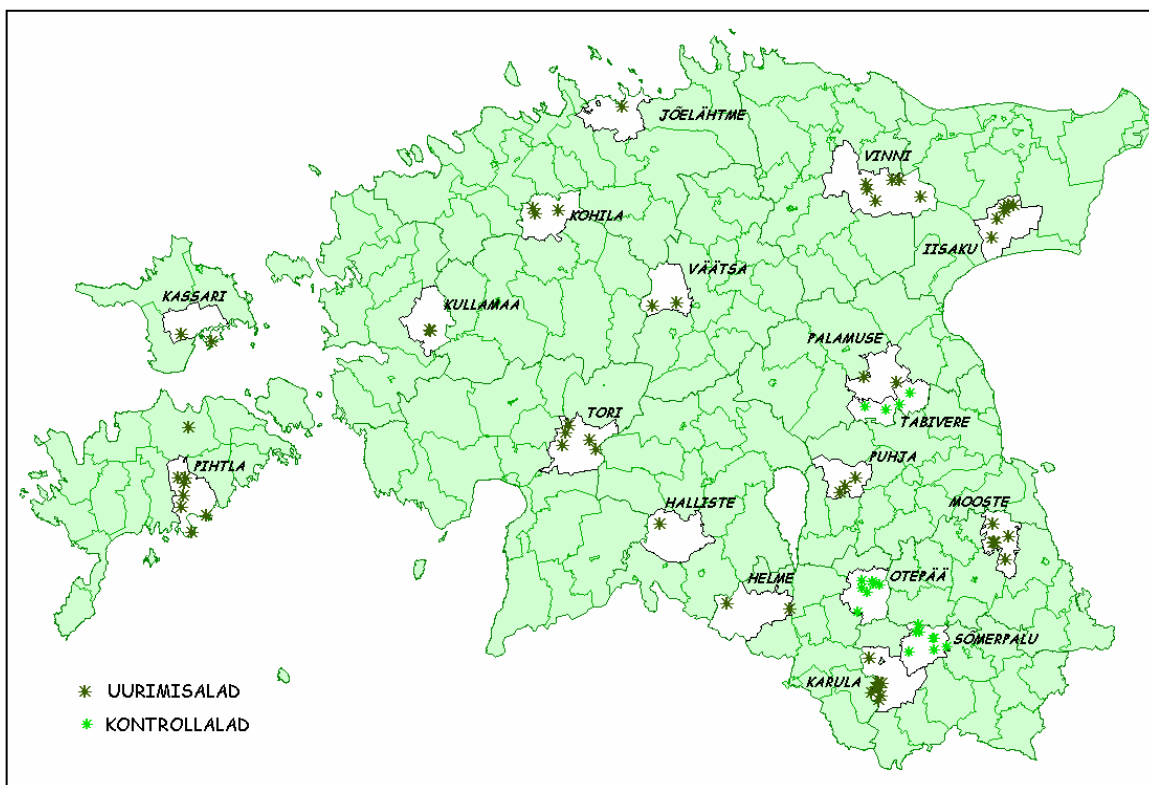 JÕELÄHTME
VINNI
KOHILA
IISAKU
VÄÄTSA
KASSARI
KULLAMAA
PALAMUSE
TORI
TABIVERE
PIHTLA
PUHJA
HALLISTE
MOOSTE
HELME
OTEPÄÄ
SÕMERPALU
KARULA
UURIMISALAD
KONTROLLALAD